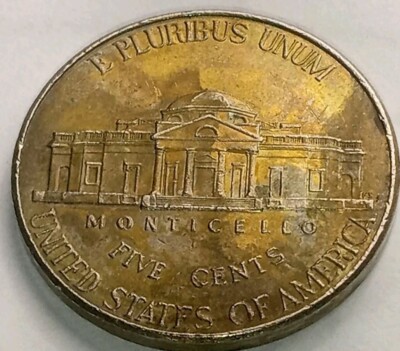 E PLURIBUS UNUM
MONTICELLO
FIVE CENTS
UNITED STATES OF AMERICA